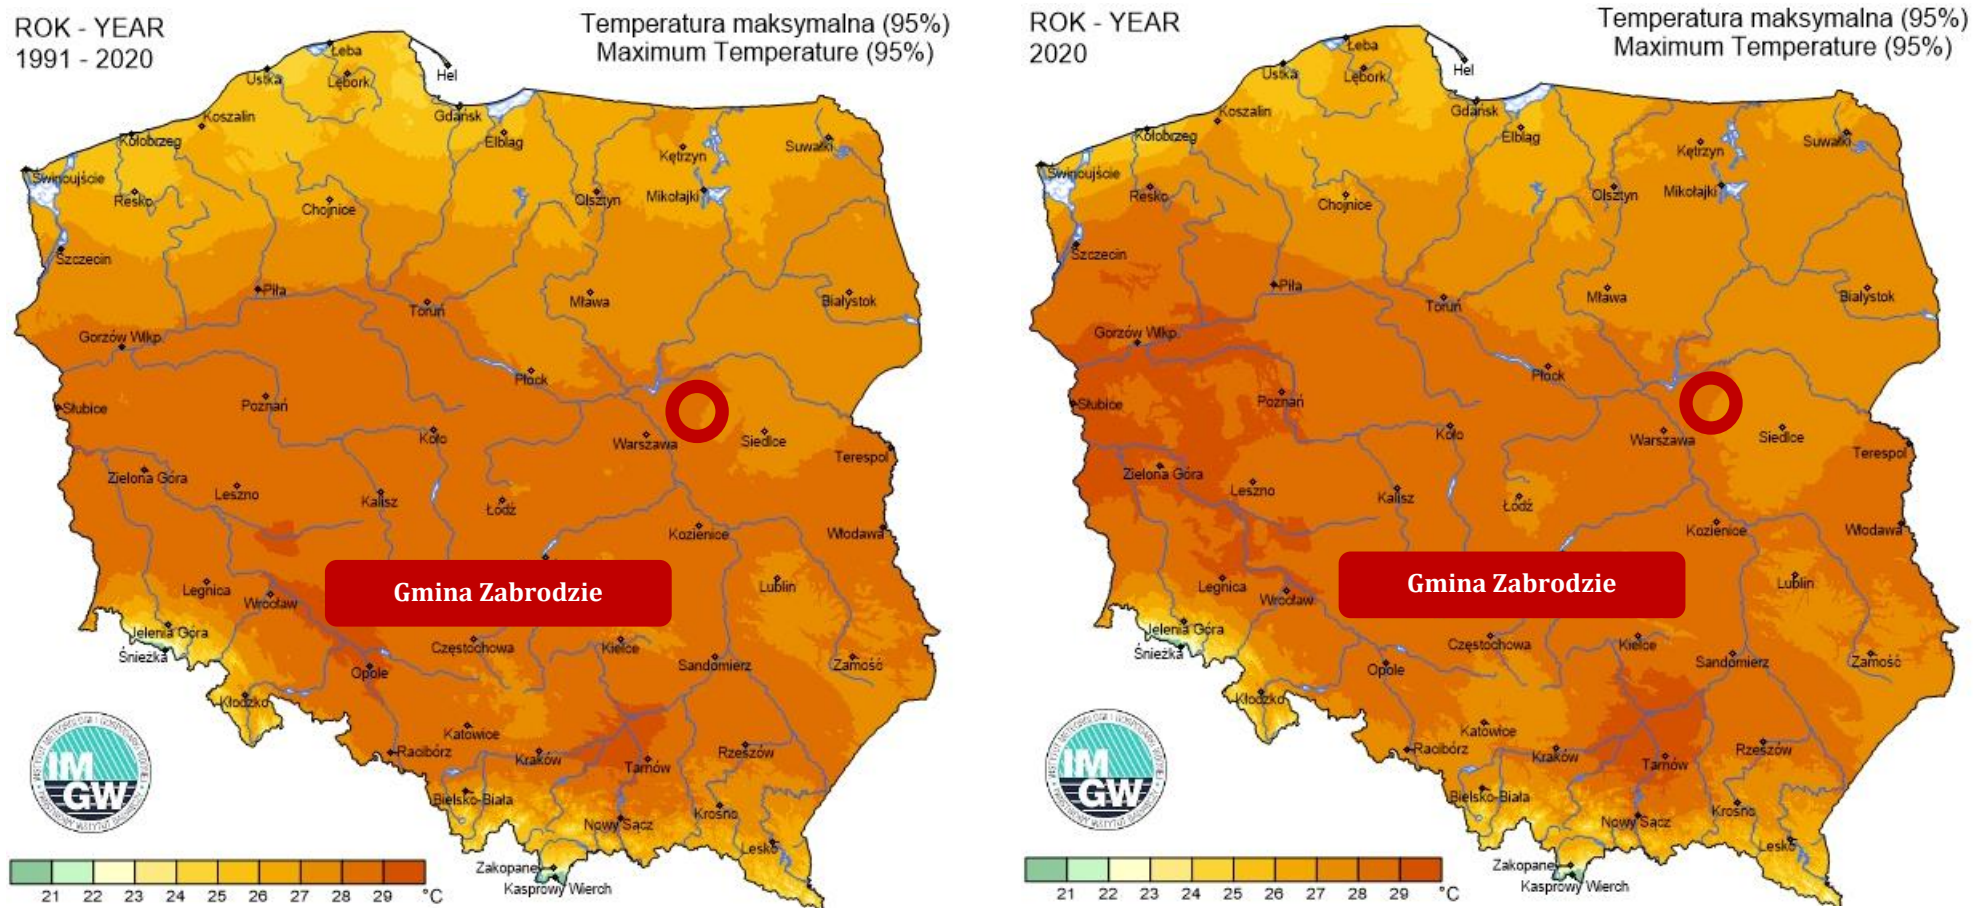 ROK - YEAR
1991 - 2020
Temperatura maksymalna (95%)
Maximum Temperature (95%)
Łeba
Hel
Ustka
Lębork
Gdańsk
Koszalin
Kołobrzeg
Elbląg
Suwałki
Kętrzyn
Świnoujście
Resko
Chojnice
Olsztyn
Mikołajki
Szczecin
Piła
Toruń
Mława
Białystok
Gorzów Wlkp.
Płock
Słubice
Poznań
Koło
Warszawa
Siedlce
Terespol
Zielona Góra
Leszno
Kalisz
Łódź
Kozienice
Włodawa
Gmina Zabrodzie
Legnica
Wrocław
Lublin
Jelenia Góra
Śnieżka
Częstochowa
Kielce
Sandomierz
Zamość
Opole
Kłodzko
Katowice
Racibórz
Kraków
Tarnów
Rzeszów
Bielsko-Biała
Nowy Sącz
Krosno
Lesko
Zakopane
Kasprowy Wierch
IM
GW
21 22 23 24 25 26 27 28 29 °C
ROK - YEAR
2020
Temperatura maksymalna (95%)
Maximum Temperature (95%)
Łeba
Hel
Ustka
Lębork
Gdańsk
Koszalin
Kołobrzeg
Elbląg
Suwałki
Kętrzyn
Świnoujście
Resko
Chojnice
Olsztyn
Mikołajki
Szczecin
Piła
Toruń
Mława
Białystok
Gorzów Wlkp.
Płock
Słubice
Poznań
Koło
Warszawa
Siedlce
Terespol
Zielona Góra
Leszno
Kalisz
Łódź
Kozienice
Włodawa
Gmina Zabrodzie
Legnica
Wrocław
Lublin
Jelenia Góra
Śnieżka
Częstochowa
Kielce
Sandomierz
Zamość
Opole
Kłodzko
Katowice
Racibórz
Kraków
Tarnów
Rzeszów
Bielsko-Biała
Nowy Sącz
Krosno
Lesko
Zakopane
Kasprowy Wierch
IM
GW
21 22 23 24 25 26 27 28 29 °C